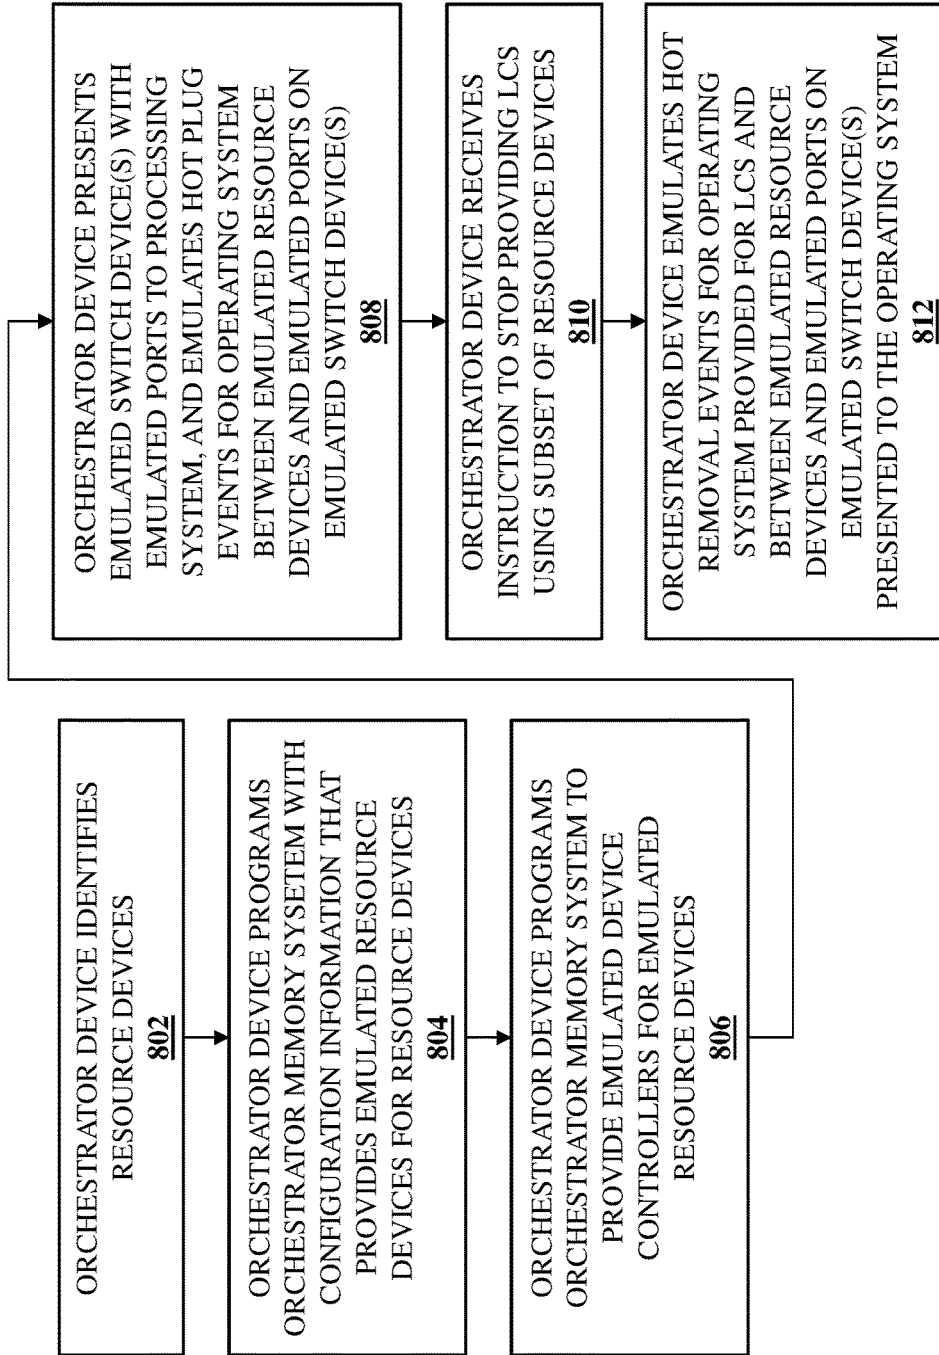 ORCHESTRATOR DEVICE IDENTIFIES
RESOURCE DEVICES
802
ORCHESTRATOR DEVICE PROGRAMS
ORCHESTRATOR MEMORY SYSETEM WITH
CONFIGURATION INFORMATION THAT
PROVIDES EMULATED RESOURCE
DEVICES FOR RESOURCE DEVICES
804
ORCHESTRATOR DEVICE PROGRAMS
ORCHESTRATOR MEMORY SYSTEM TO
PROVIDE EMULATED DEVICE
CONTROLLERS FOR EMULATED
RESOURCE DEVICES
806
ORCHESTRATOR DEVICE PRESENTS
EMULATED SWITCH DEVICE(S) WITH
EMULATED PORTS TO PROCESSING
SYSTEM, AND EMULATES HOT PLUG
EVENTS FOR OPERATING SYSTEM
BETWEEN EMULATED RESOURCE
DEVICES AND EMULATED PORTS ON
EMULATED SWITCH DEVICE(S)
808
ORCHESTRATOR DEVICE RECEIVES
INSTRUCTION TO STOP PROVIDING LCS
USING SUBSET OF RESOURCE DEVICES
810
ORCHESTRATOR DEVICE EMULATES HOT
REMOVAL EVENTS FOR OPERATING
SYSTEM PROVIDED FOR LCS AND
BETWEEN EMULATED RESOURCE
DEVICES AND EMULATED PORTS ON
EMULATED SWITCH DEVICE(S)
PRESENTED TO THE OPERATING SYSTEM
812